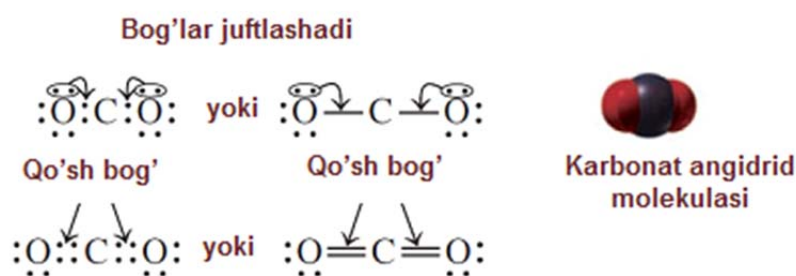 Bog'lar juftlashadi
:O:C:O: yoki :O—C—O:
Qo'sh bog' Qo'sh bog'
Karbonat angidrid
molekulasi
:O::C::O: yoki :O=C=O: